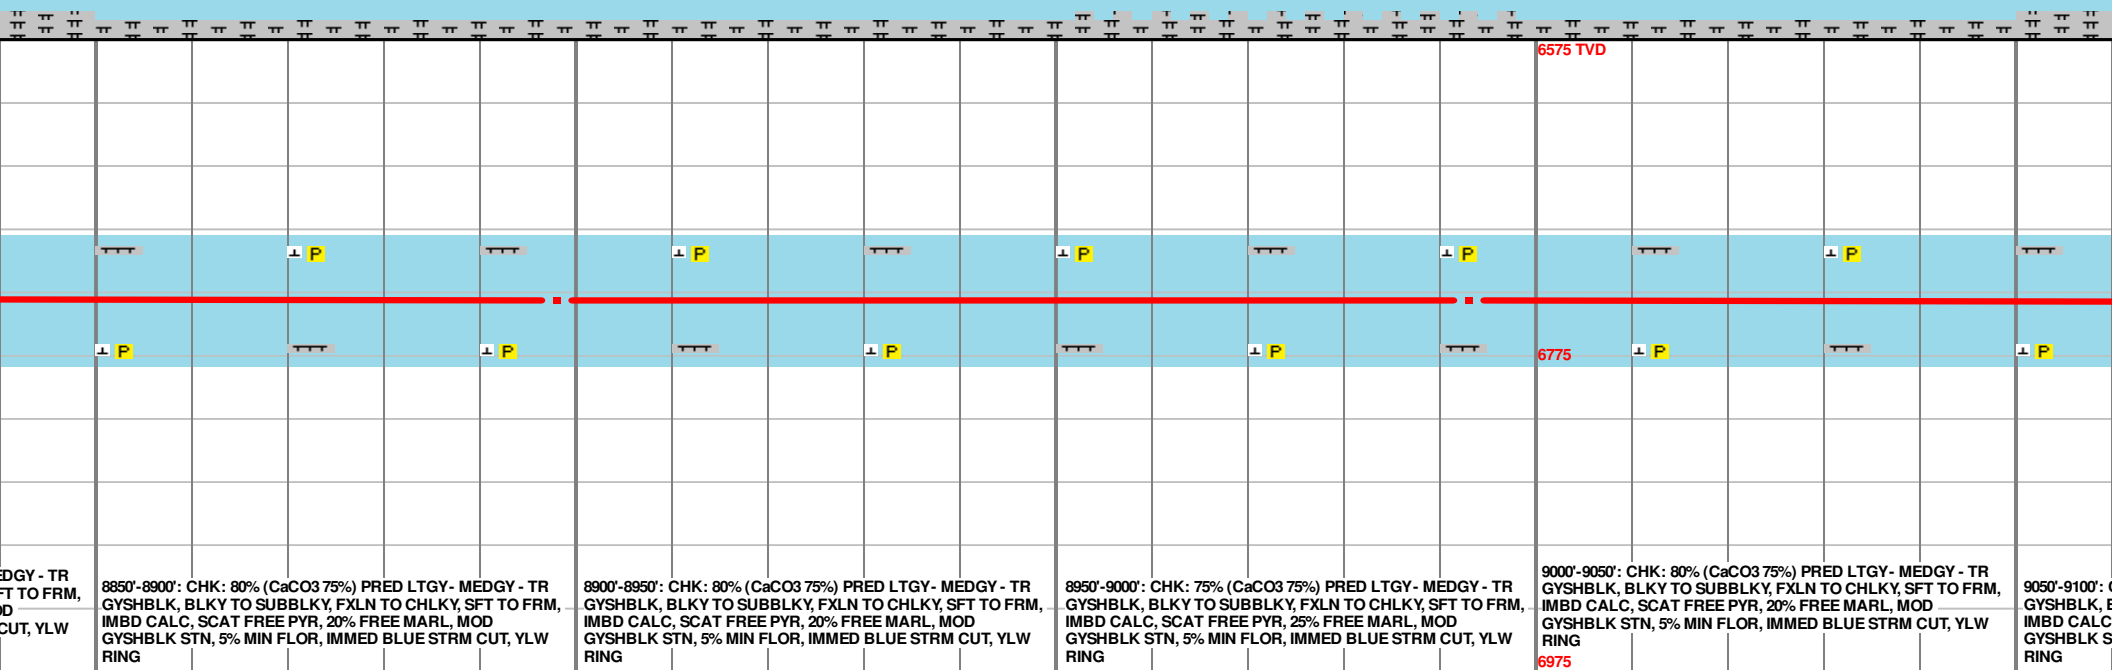 6575 TVD
P P P P P
6775
P P P P P P
EDGY - TR
FT TO FRM,
OD
CUT, YLW
8850'-8900': CHK: 80% (CaCO3 75%) PRED LTGY- MEDGY - TR
GYSHBLK, BLKY TO SUBBLKY, FXLN TO CHLKY, SFT TO FRM,
IMBD CALC, SCAT FREE PYR, 20% FREE MARL, MOD
GYSHBLK STN, 5% MIN FLOR, IMMED BLUE STRM CUT, YLW
RING
8900'-8950': CHK: 80% (CaCO3 75%) PRED LTGY- MEDGY - TR
GYSHBLK, BLKY TO SUBBLKY, FXLN TO CHLKY, SFT TO FRM,
IMBD CALC, SCAT FREE PYR, 20% FREE MARL, MOD
GYSHBLK STN, 5% MIN FLOR, IMMED BLUE STRM CUT, YLW
RING
8950'-9000': CHK: 75% (CaCO3 75%) PRED LTGY- MEDGY - TR
GYSHBLK, BLKY TO SUBBLKY, FXLN TO CHLKY, SFT TO FRM,
IMBD CALC, SCAT FREE PYR, 25% FREE MARL, MOD
GYSHBLK STN, 5% MIN FLOR, IMMED BLUE STRM CUT, YLW
RING
9000'-9050': CHK: 80% (CaCO3 75%) PRED LTGY- MEDGY - TR
GYSHBLK, BLKY TO SUBBLKY, FXLN TO CHLKY, SFT TO FRM,
IMBD CALC, SCAT FREE PYR, 20% FREE MARL, MOD
GYSHBLK STN, 5% MIN FLOR, IMMED BLUE STRM CUT, YLW
RING
6975
9050'-9100': C
GYSHBLK, B
IMBD CALC
GYSHBLK S
RING